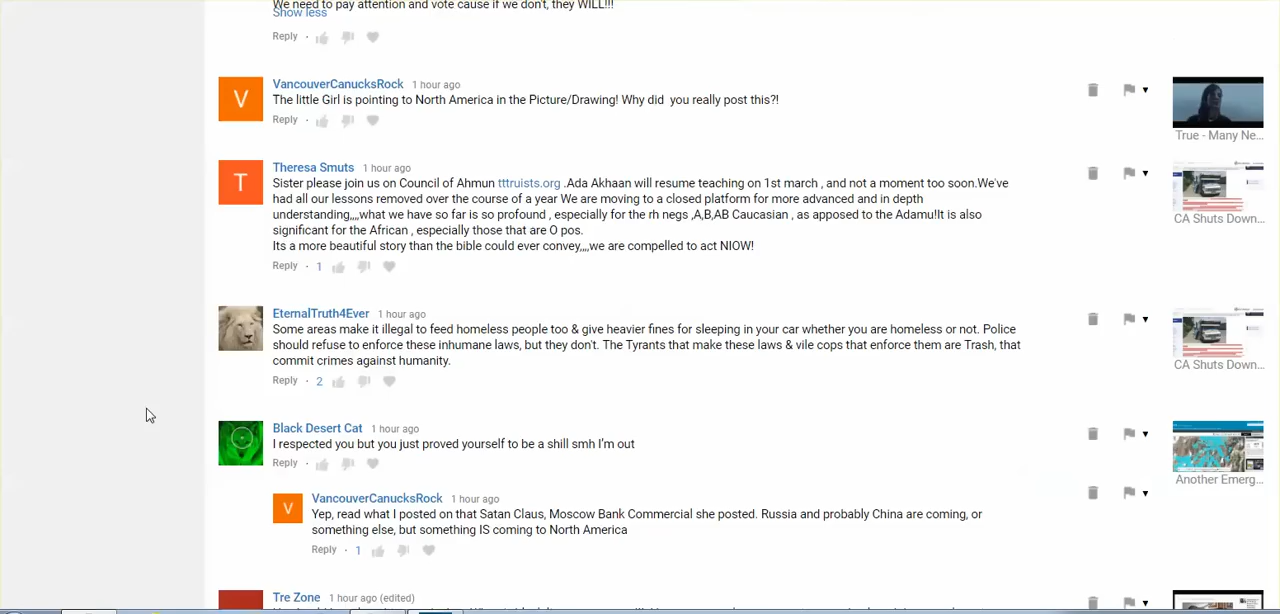 We need to pay attention and vote cause if we don't, they WILL!!!
Show less
Reply ·
V
VancouverCanucksRock 1 hour ago
The little Girl is pointing to North America in the Picture/Drawing! Why did you really post this?!
Reply ·
True - Many Ne...
T
Theresa Smuts 1 hour ago
Sister please join us on Council of Ahmun tttruists.org .Ada Akhaan will resume teaching on 1st march , and not a moment too soon.We've
had all our lessons removed over the course of a year We are moving to a closed platform for more advanced and in depth
understanding,,,,what we have so far is so profound , especially for the rh negs ,A,B,AB Caucasian , as apposed to the Adamu!It is also
significant for the African , especially those that are O pos.
Its a more beautiful story than the bible could ever convey,,,,we are compelled to act NIOW!
Reply · 1
CA Shuts Down...
EternalTruth4Ever 1 hour ago
Some areas make it illegal to feed homeless people too & give heavier fines for sleeping in your car whether you are homeless or not. Police
should refuse to enforce these inhumane laws, but they don't. The Tyrants that make these laws & vile cops that enforce them are Trash, that
commit crimes against humanity.
Reply · 2
CA Shuts Down...
Black Desert Cat 1 hour ago
I respected you but you just proved yourself to be a shill smh I'm out
Reply ·
Another Emerg...
V
VancouverCanucksRock 1 hour ago
Yep, read what I posted on that Satan Claus, Moscow Bank Commercial she posted. Russia and probably China are coming, or
something else, but something IS coming to North America
Reply · 1
Tre Zone 1 hour ago (edited)